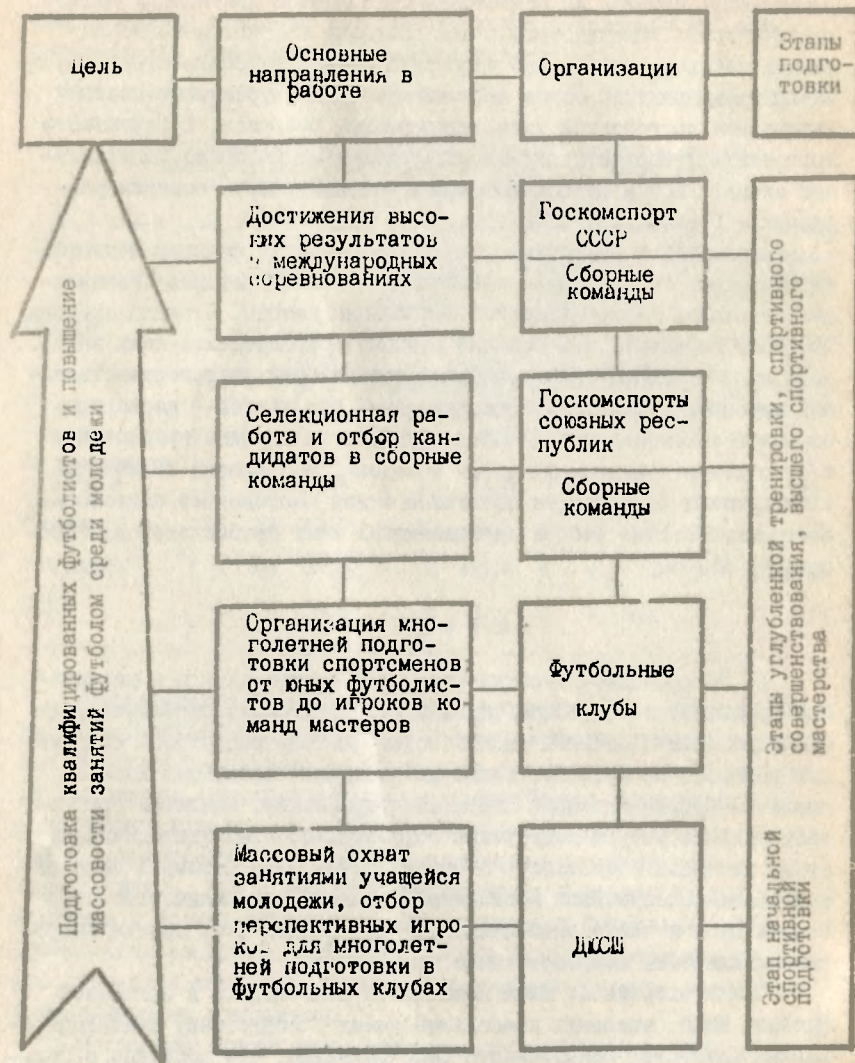 Цель
Основные
направления в
работе
Организации
Этапы
подго-
товки
Подготовка квалифицированных футболистов и повышение
массовости занятий футболом среди молодежи
Достижения высо-
ких результатов
в международных
соревнованиях
Госкомспорт
СССР
Сборные
команды
Селекционная ра-
бота и отбор кан-
дидатов в сборные
команды
Госкомспорты
союзных рес-
публик
Сборные
команды
Организация мно-
голетней подго-
товки спортсменов
от юных футболис-
тов до игроков ко
манд мастеров
Футбольные
клубы
Массовый охват
занятиями учащейся
молодежи, отбор
перспективных игро
ков для многолет-
ней подготовки в
футбольных клубах
ДЮСШ
Этапы углубленной тренировки, спортивного
совершенствования, высшего спортивного
мастерства
Этап начальной
спортивной
подготовки